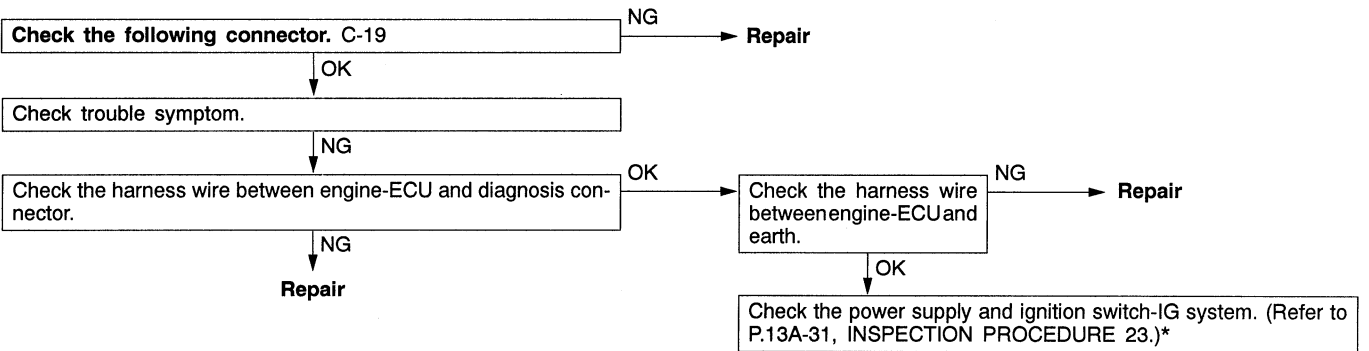 Check the following connector. C-19
NG
Repair
OK
Check trouble symptom.
NG
Check the harness wire between engine-ECU and diagnosis con-
nector.
OK
Check the harness wire
between engine-ECU and
earth.
NG
Repair
NG
Repair
OK
Check the power supply and ignition switch-IG system. (Refer to
P.13A-31, INSPECTION PROCEDURE 23.)*